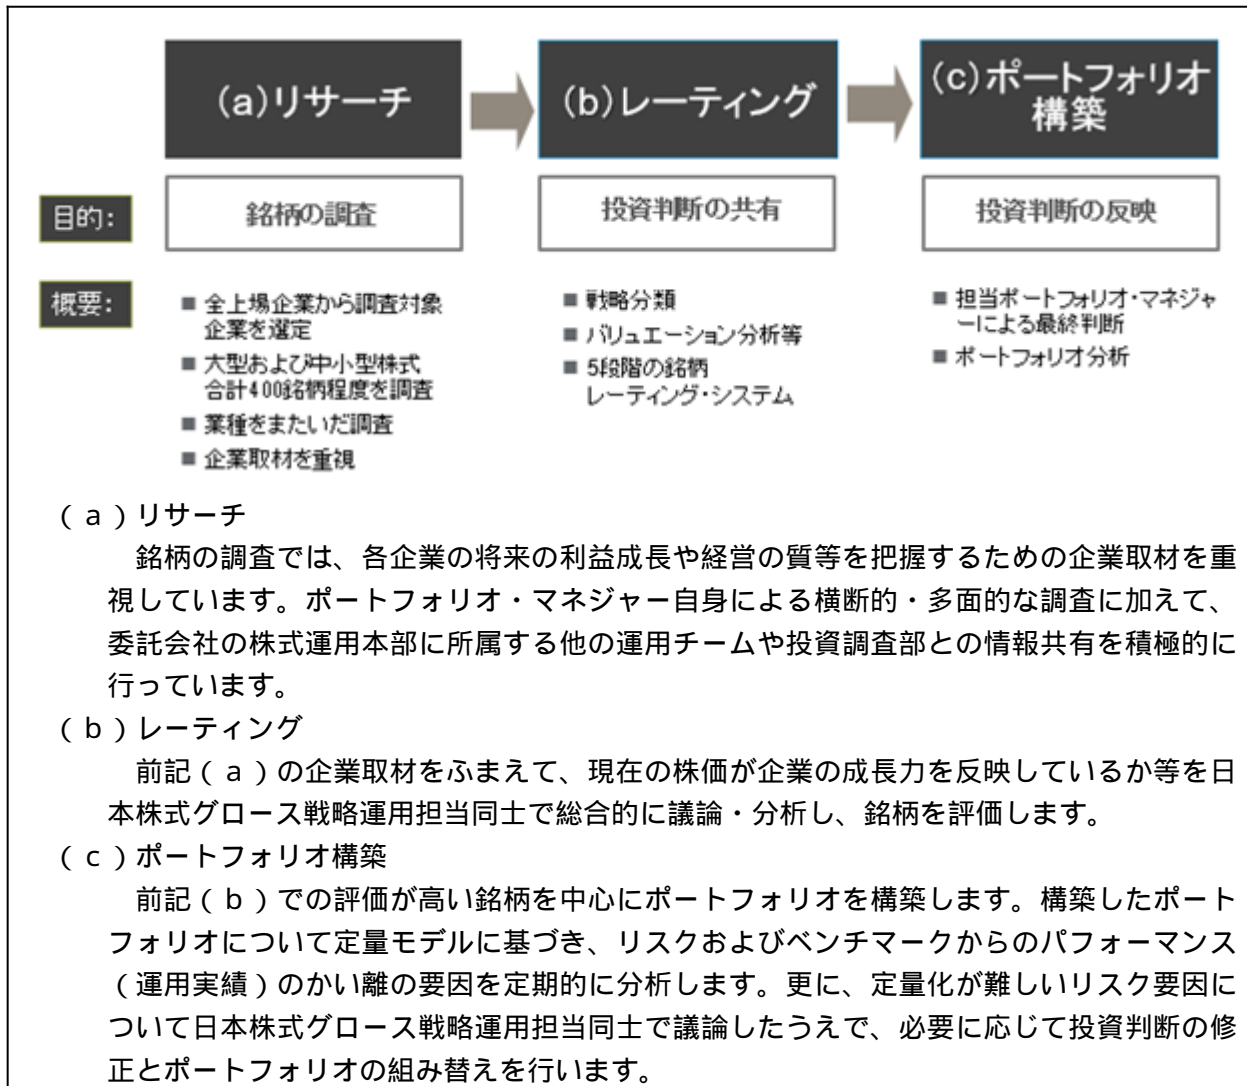 (a)リサーチ
(b)レーティング
(c)ポートフォリオ
構築
目的:
銘柄の調査
投資判断の共有
投資判断の反映
概要:
■ 全上場企業から調査対象
企業を選定
■ 大型および中小型株式
合計400銘柄程度を調査
■ 業種をまたいだ調査
■ 企業取材を重視
■ 戦略分類
■ バリュエーション分析等
■ 5段階の銘柄
レーティング・システム
■ 担当ポートフォリオ・マネジャ
ーによる最終判断
■ ポートフォリオ分析
(a)リサーチ
銘柄の調査では、各企業の将来の利益成長や経営の質等を把握するための企業取材を重
視しています。ポートフォリオ・マネジャー自身による横断的・多面的な調査に加えて、
委託会社の株式運用本部に所属する他の運用チームや投資調査部との情報共有を積極的に
行っています。
(b)レーティング
前記(a)の企業取材をふまえて、現在の株価が企業の成長力を反映しているか等を日
本株式グロース戦略運用担当同士で総合的に議論・分析し、銘柄を評価します。
(c)ポートフォリオ構築
前記(b)での評価が高い銘柄を中心にポートフォリオを構築します。構築したポート
フォリオについて定量モデルに基づき、リスクおよびベンチマークからのパフォーマンス
(運用実績)のかい離の要因を定期的に分析します。更に、定量化が難しいリスク要因に
ついて日本株式グロース戦略運用担当同士で議論したうえで、必要に応じて投資判断の修
正とポートフォリオの組み替えを行います。